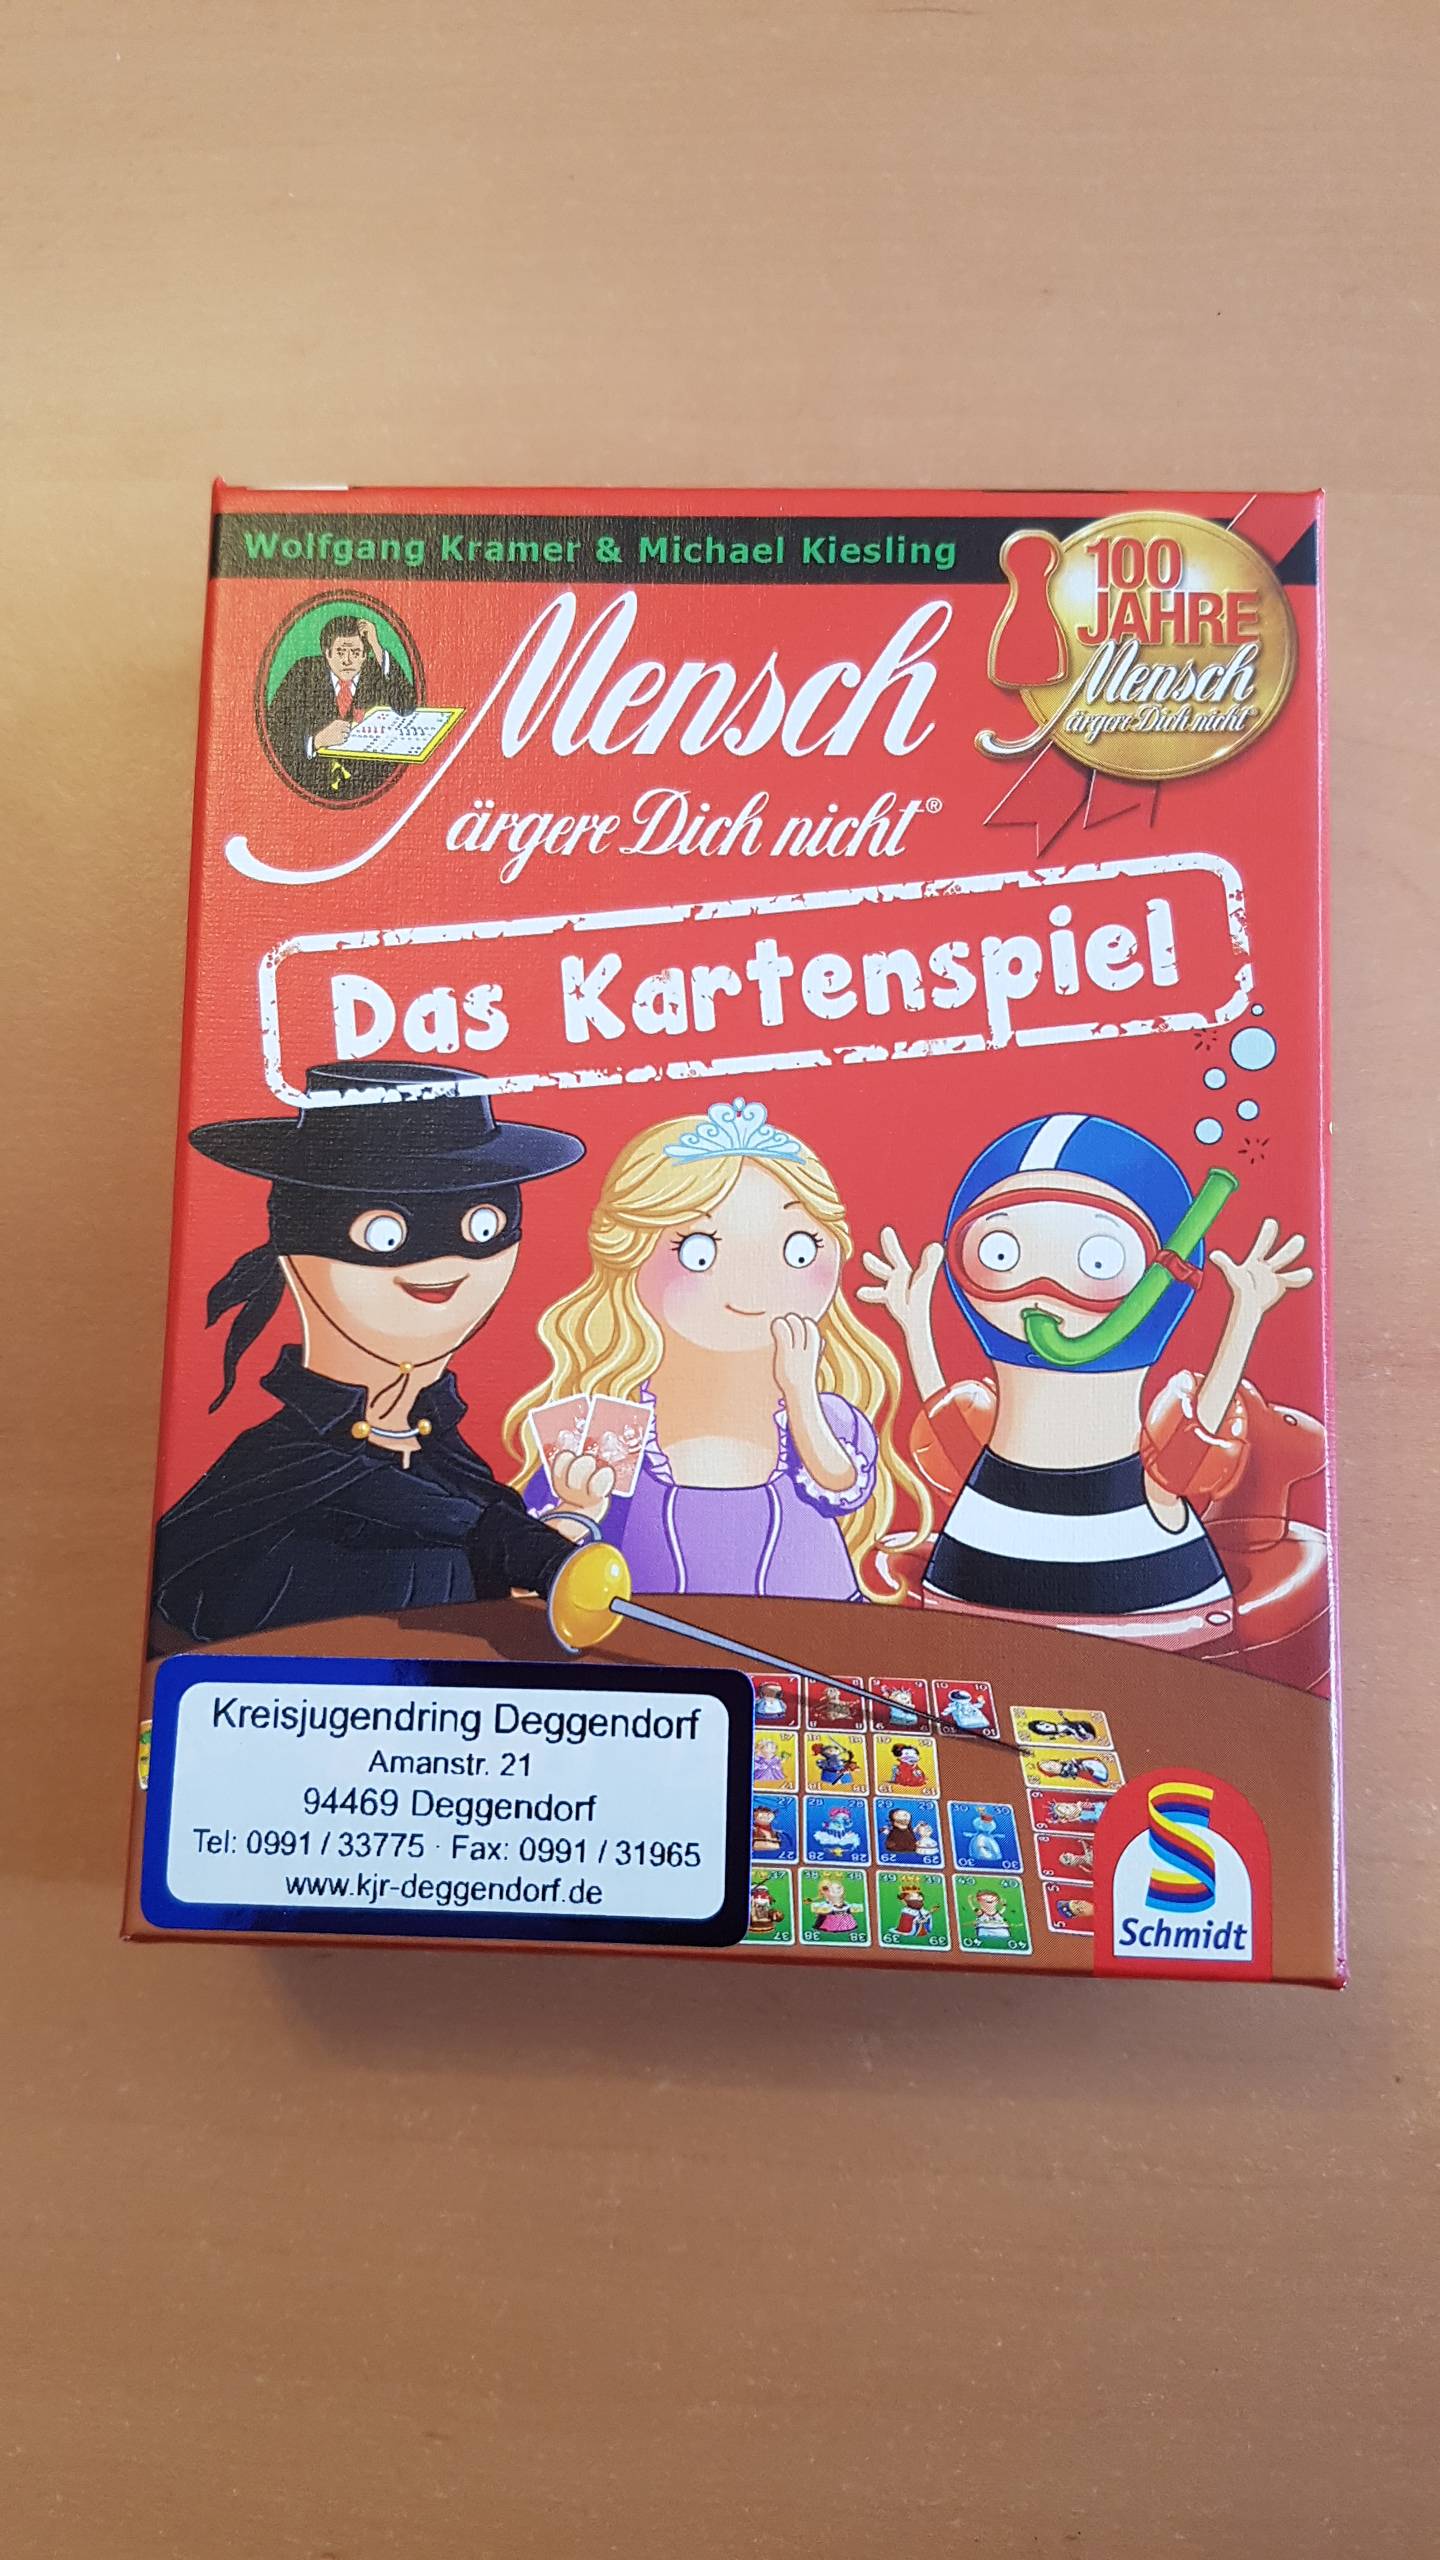 Wolfgang Kramer & Michael Kiesling
100
JAHRE
Mensch
ärgere Dich nicht
Mensch
ärgere Dich nicht®
Das Kartenspiel
Kreisjugendring Deggendorf
Amanstr. 21
94469 Deggendorf
Tel: 0991 / 33775 · Fax: 0991 / 31965
www.kjr-deggendorf.de
Schmidt